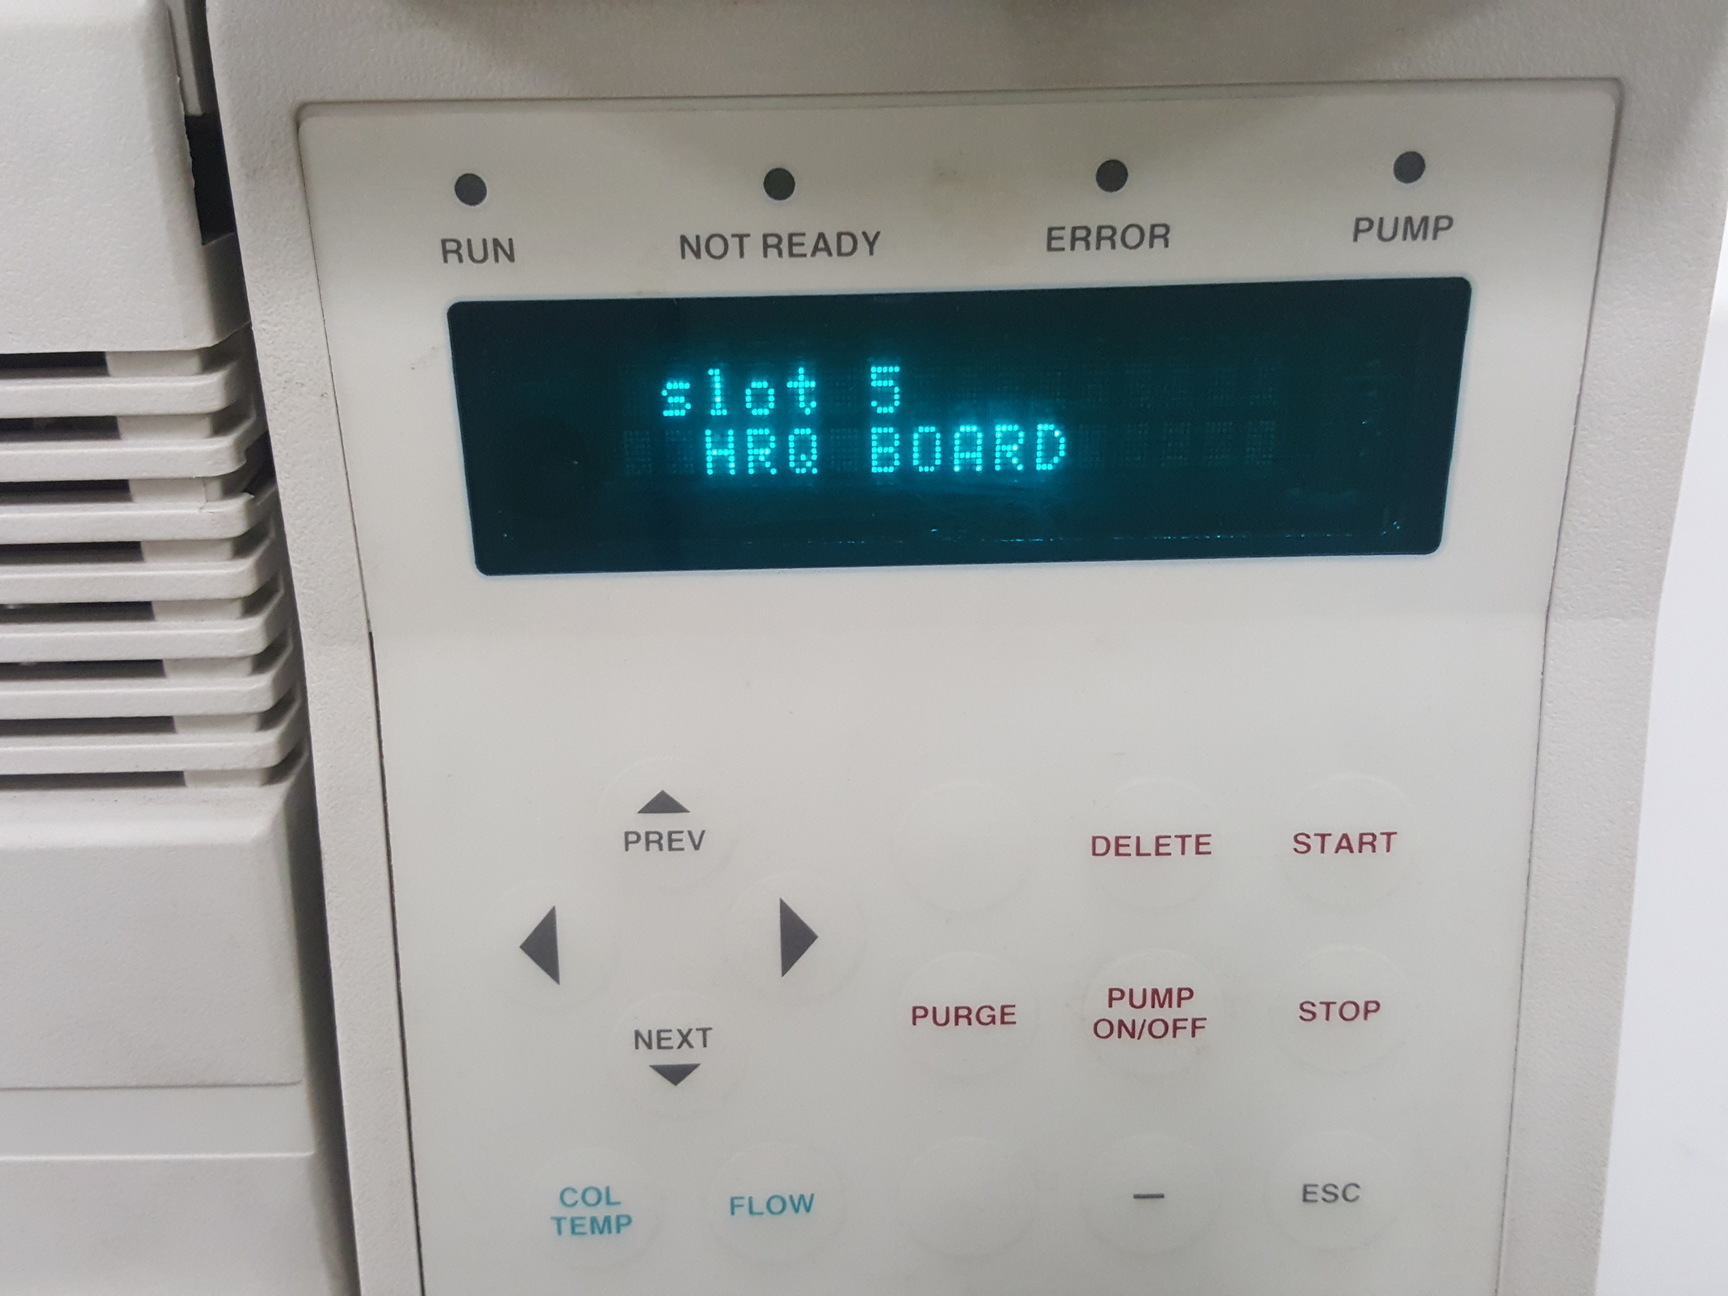 RUN NOT READY ERROR PUMP
slot 5
HRQ BOARD
PREV
DELETE START
NEXT
PURGE
PUMP
ON/OFF
STOP
COL
TEMP
FLOW
—
ESC